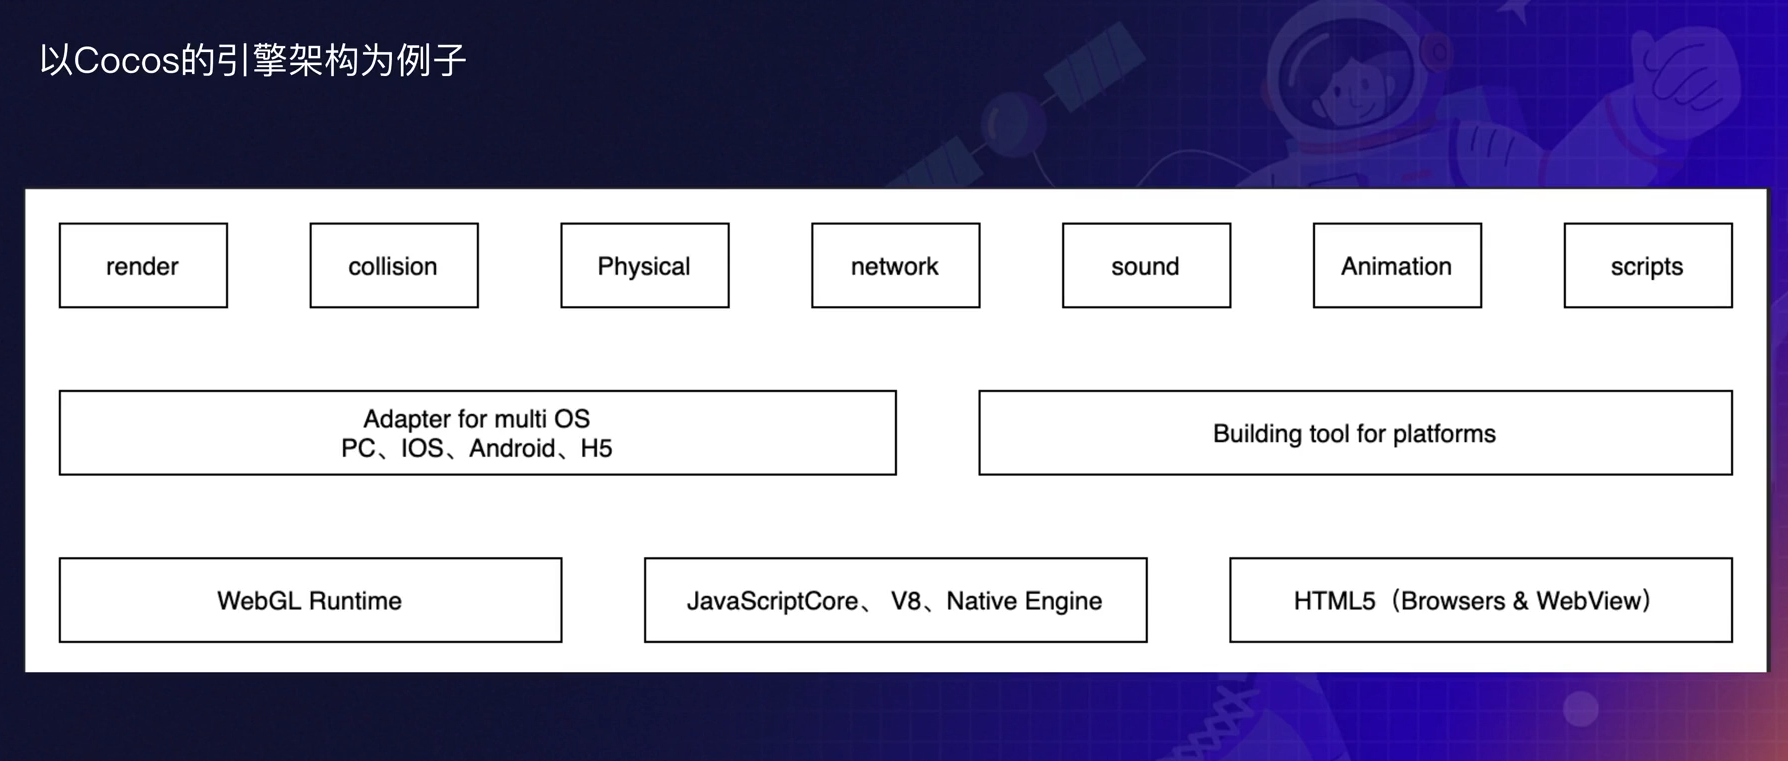 以Cocos的引擎架构为例子
render
collision
Physical
network
sound
Animation
scripts
Adapter for multi OS
PC、IOS、Android、H5
Building tool for platforms
WebGL Runtime
JavaScriptCore、 V8、Native Engine
HTML5（Browsers & WebView）